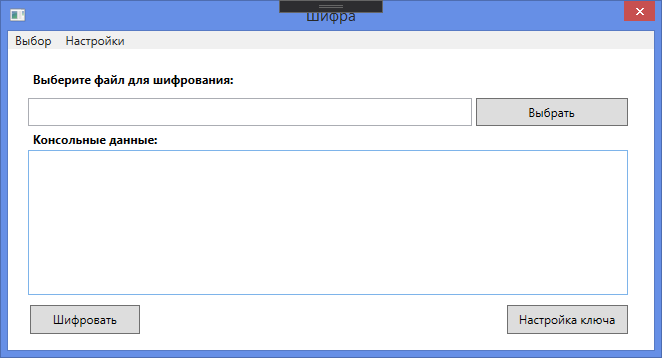 Шифра
Выбор Настройки
Выберите файл для шифрования:
Выбрать
Консольные данные:
Шифровать Настройка ключа